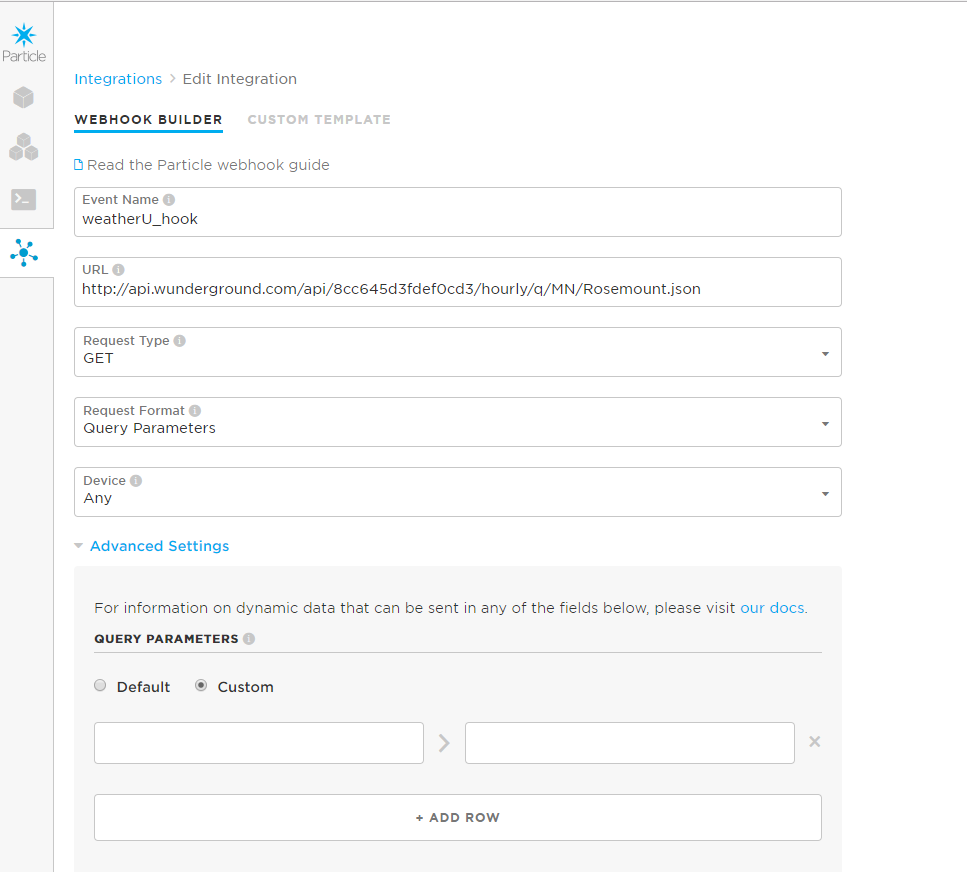 Particle
Integrations > Edit Integration
WEBHOOK BUILDER CUSTOM TEMPLATE
Read the Particle webhook guide
Event Name
weatherU_hook
URL
http://api.wunderground.com/api/8cc645d3fdef0cd3/hourly/q/MN/Rosemount.json
Request Type
GET
Request Format
Query Parameters
Device
Any
Advanced Settings
For information on dynamic data that can be sent in any of the fields below, please visit our docs.
QUERY PARAMETERS
Default Custom
+ ADD ROW